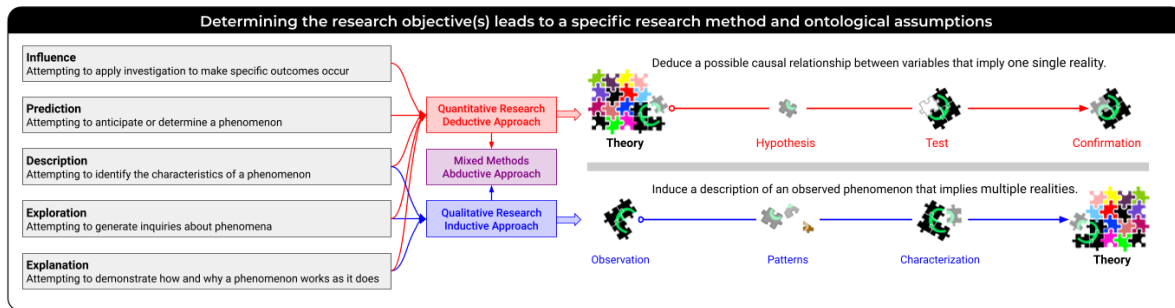 Determining the research objective(s) leads to a specific research method and ontological assumptions
Influence
Attempting to apply investigation to make specific outcomes occur
Prediction
Attempting to anticipate or determine a phenomenon
Description
Attempting to identify the characteristics of a phenomenon
Exploration
Attempting to generate inquiries about phenomena
Explanation
Attempting to demonstrate how and why a phenomenon works as it does
Quantitative Research
Deductive Approach
Mixed Methods
Abductive Approach
Qualitative Research
Inductive Approach
Deduce a possible causal relationship between variables that imply one single reality.
Theory
Hypothesis
Test
Confirmation
Induce a description of an observed phenomenon that implies multiple realities.
Observation
Patterns
Characterization
Theory